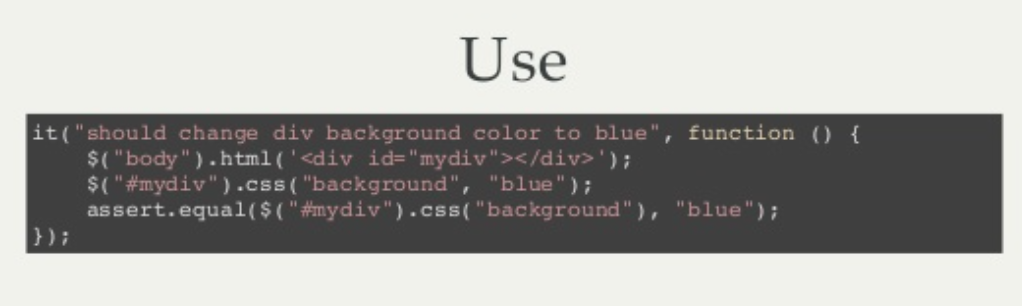 Use
it("should change div background color to blue", function () {
    $("body").html('<div id="mydiv"></div>');
    $("#mydiv").css("background", "blue");
    assert.equal($("#mydiv").css("background"), "blue");
});